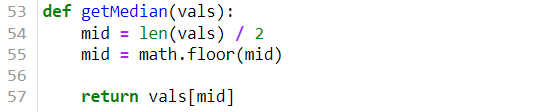 53 def getMedian(vals):
54     mid = len(vals) / 2
55     mid = math.floor(mid)
56
57     return vals[mid]